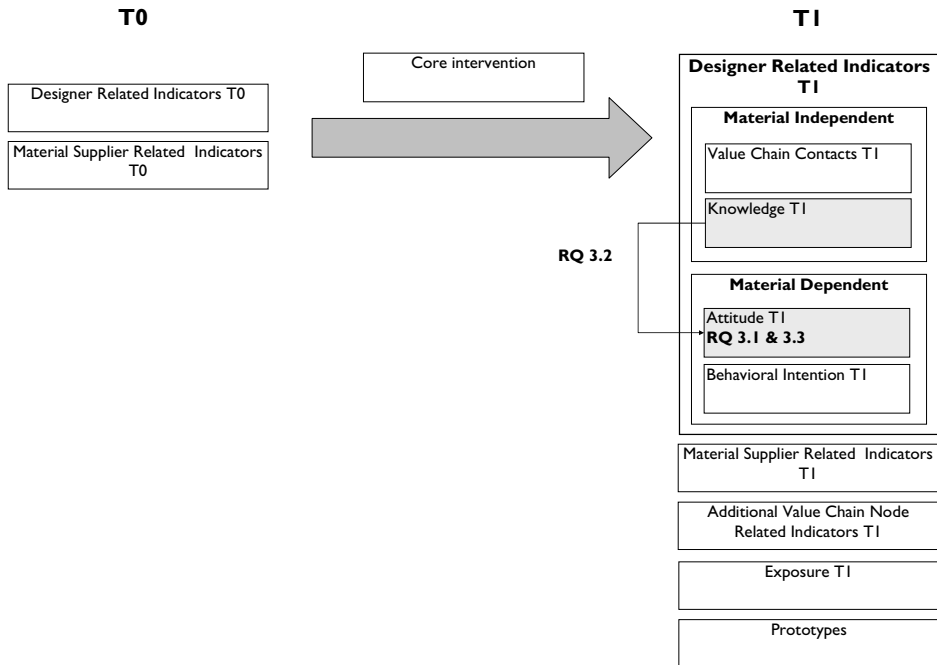 T0
T1
Core intervention
Designer Related Indicators T0
Material Supplier Related Indicators
T0
Designer Related Indicators
T1
Material Independent
Value Chain Contacts T1
Knowledge T1
RQ 3.2
Material Dependent
Attitude T1
RQ 3.1 & 3.3
Behavioral Intention T1
Material Supplier Related Indicators
T1
Additional Value Chain Node
Related Indicators T1
Exposure T1
Prototypes